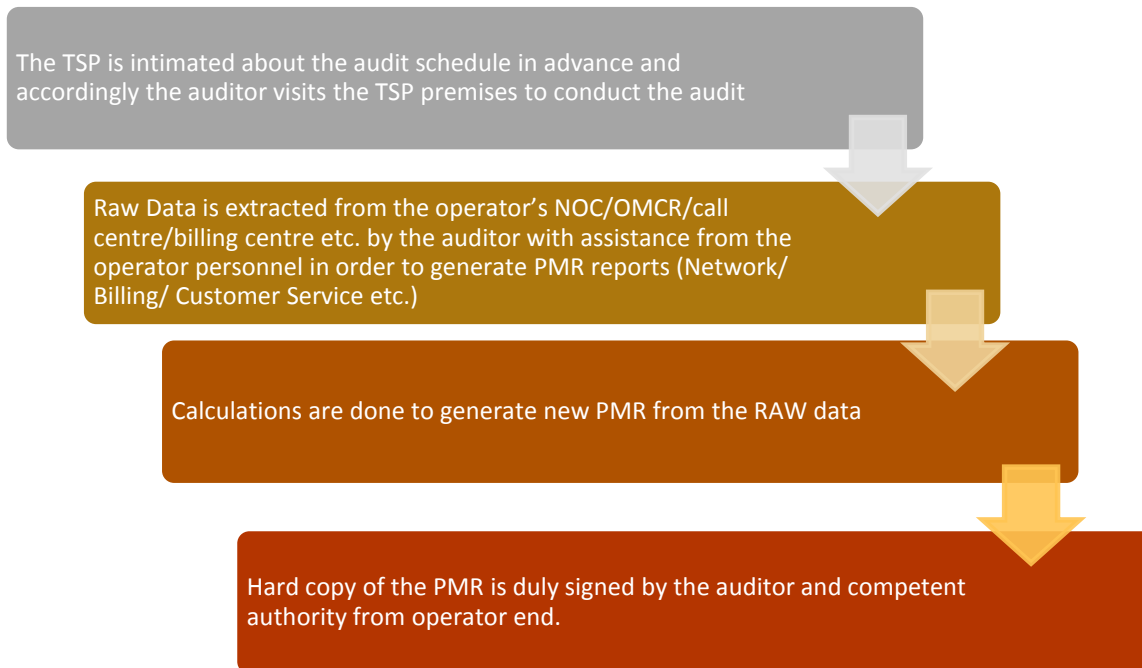 The TSP is intimated about the audit schedule in advance and
accordingly the auditor visits the TSP premises to conduct the audit
Raw Data is extracted from the operator’s NOC/OMCR/call
centre/billing centre etc. by the auditor with assistance from the
operator personnel in order to generate PMR reports (Network/
Billing/ Customer Service etc.)
Calculations are done to generate new PMR from the RAW data
Hard copy of the PMR is duly signed by the auditor and competent
authority from operator end.